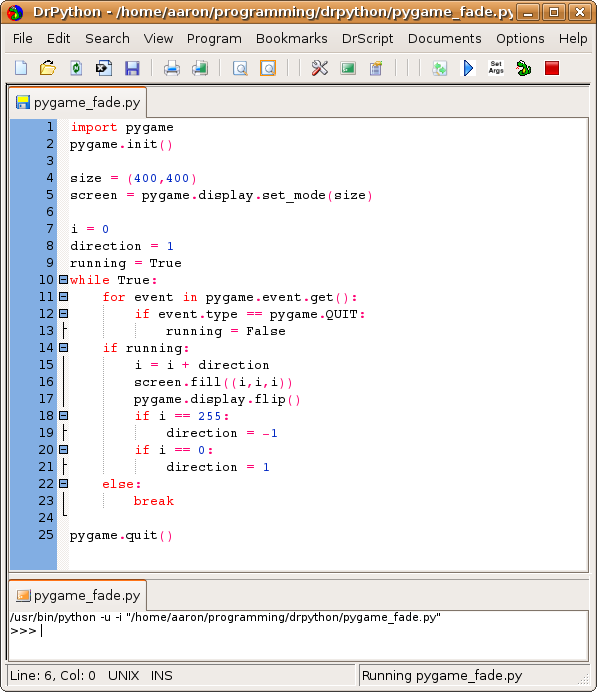 DrPython - /home/aaron/programming/drpython/pygame_fade.py
File Edit Search View Program Bookmarks DrScript Documents Options Help
Set Args
pygame_fade.py
1 import pygame
2 pygame.init()
3
4 size = (400,400)
5 screen = pygame.display.set_mode(size)
6
7 i = 0
8 direction = 1
9 running = True
10 while True:
11     for event in pygame.event.get():
12         if event.type == pygame.QUIT:
13             running = False
14     if running:
15         i = i + direction
16         screen.fill((i,i,i))
17         pygame.display.flip()
18         if i == 255:
19             direction = -1
20         if i == 0:
21             direction = 1
22     else:
23         break
24
25 pygame.quit()
pygame_fade.py
/usr/bin/python -u -i "/home/aaron/programming/drpython/pygame_fade.py"
>>>
Line: 6, Col: 0 UNIX INS Running pygame_fade.py